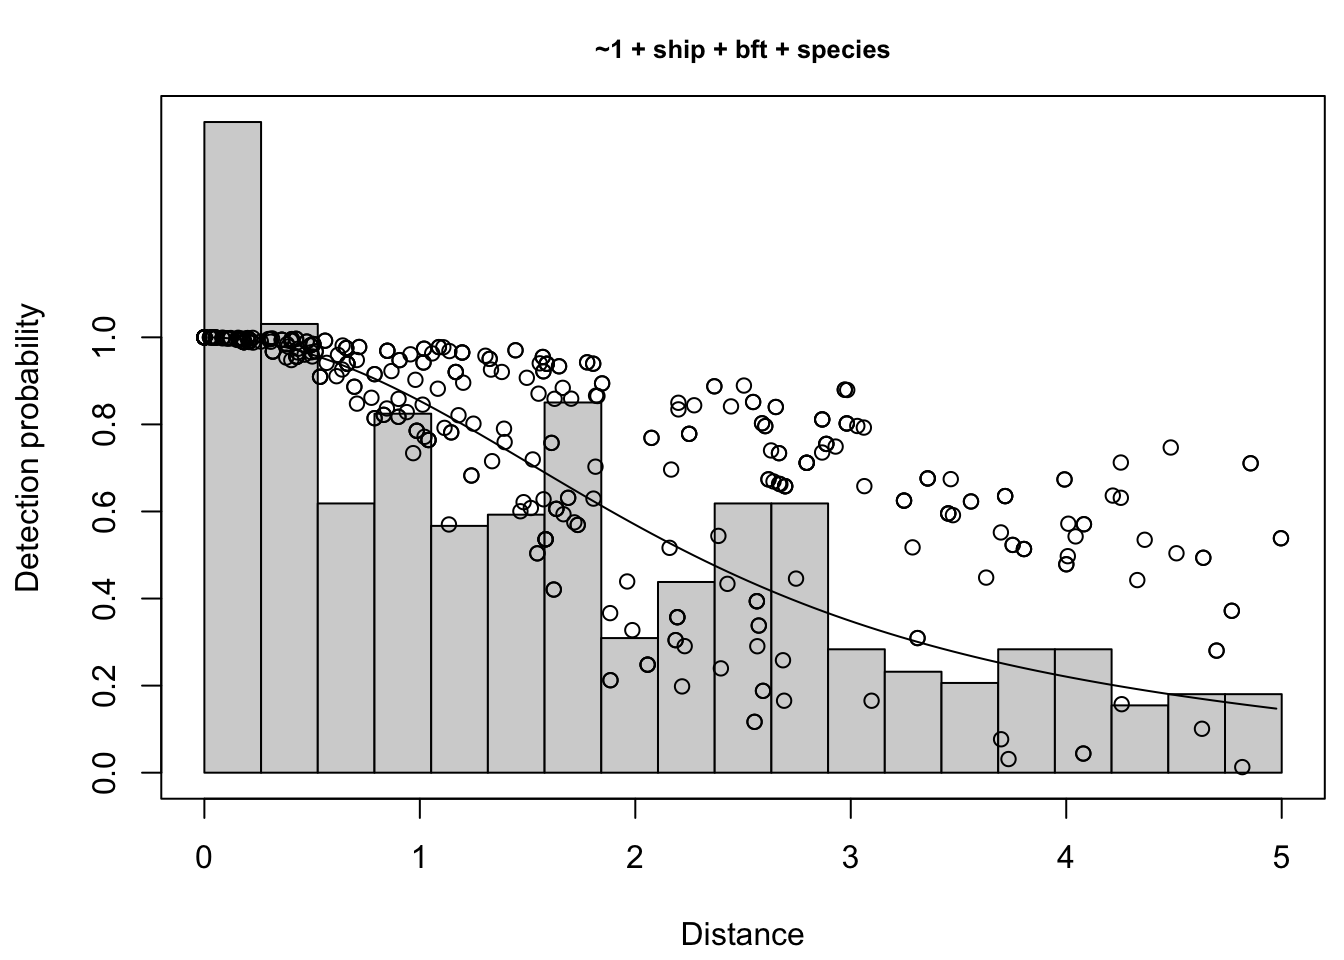 ~1 + ship + bft + species
Detection probability
1.0
0.8
0.6
0.4
0.2
0.0
0 1 2 3 4 5
Distance